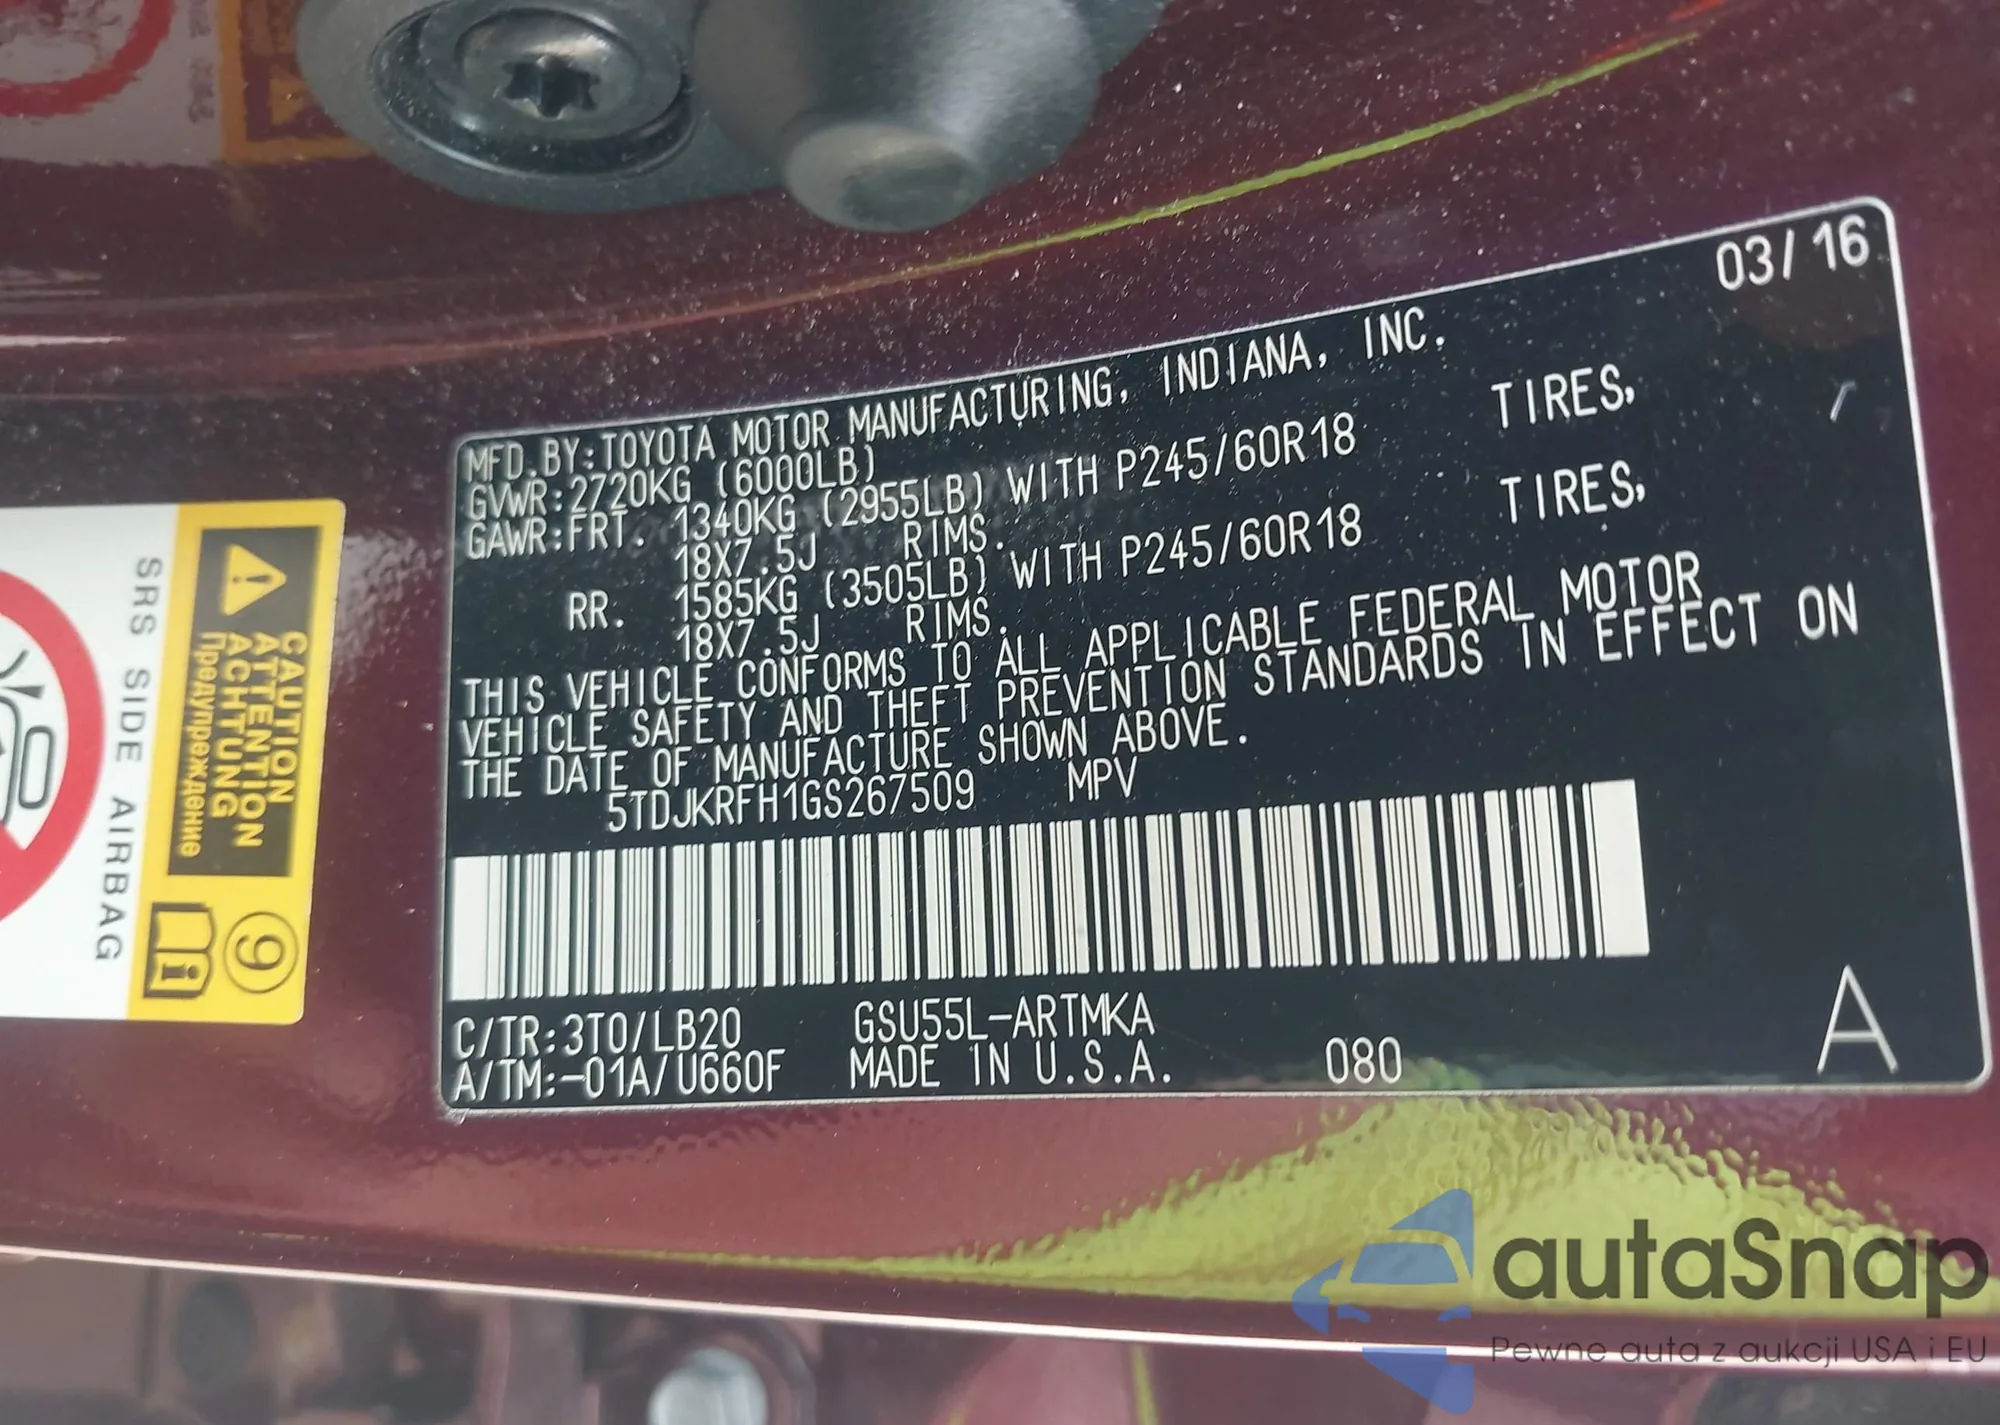 03/16
MFD.BY:TOYOTA MOTOR MANUFACTURING, INDIANA, INC.
GVWR:2720KG (6000LB)
GAWR:FRT. 1340KG (2955LB) WITH P245/60R18 TIRES,
18X7.5J RIMS.
RR. 1585KG (3505LB) WITH P245/60R18 TIRES,
18X7.5J RIMS.
THIS VEHICLE CONFORMS TO ALL APPLICABLE FEDERAL MOTOR
VEHICLE SAFETY AND THEFT PREVENTION STANDARDS IN EFFECT ON
THE DATE OF MANUFACTURE SHOWN ABOVE.
5TDJKRFH1GS267509 MPV
C/TR:3T0/LB20 GSU55L-ARTMKA
A/TM:-01A/U660F MADE IN U.S.A. 080 A
CAUTION
ATTENTION
ACHTUNG
Предупреждение
SRS SIDE AIRBAG
9
i
autaSnap
Pewne auta z aukcji USA i EU